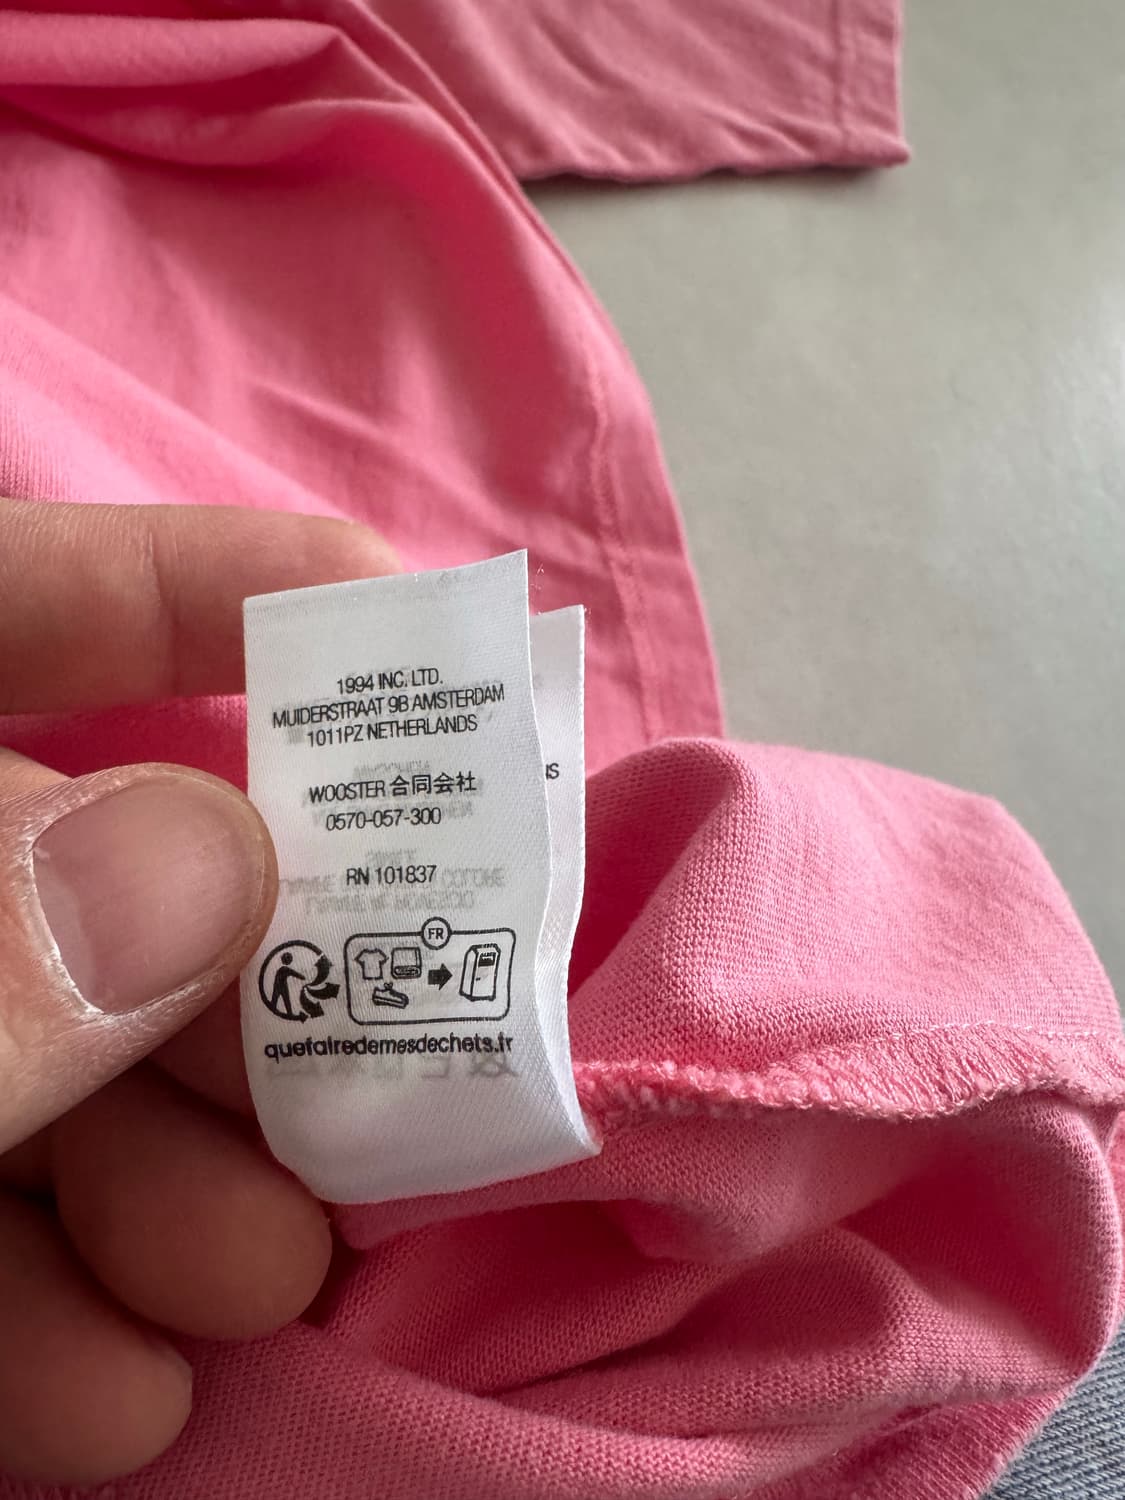 1994 INC. LTD.
MUIDERSTRAAT 9B AMSTERDAM
1011PZ NETHERLANDS
WOOSTER 合同会社
0570-057-300
RN 101837
FR
quefairedemesdechets.fr